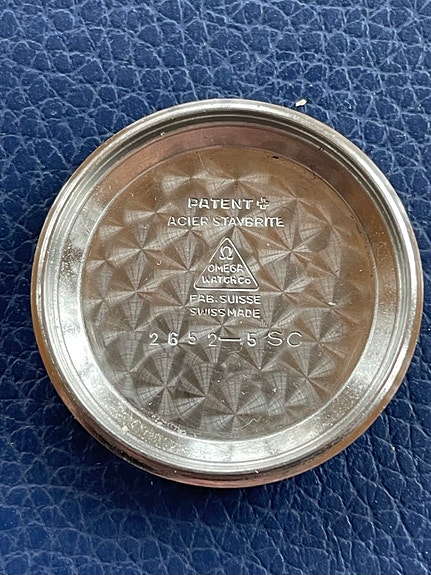 PATENT ✚
ACIER STAYBRITE
Ω
OMEGA
WATCH Co
FAB. SUISSE
SWISS MADE
2652-5 SC